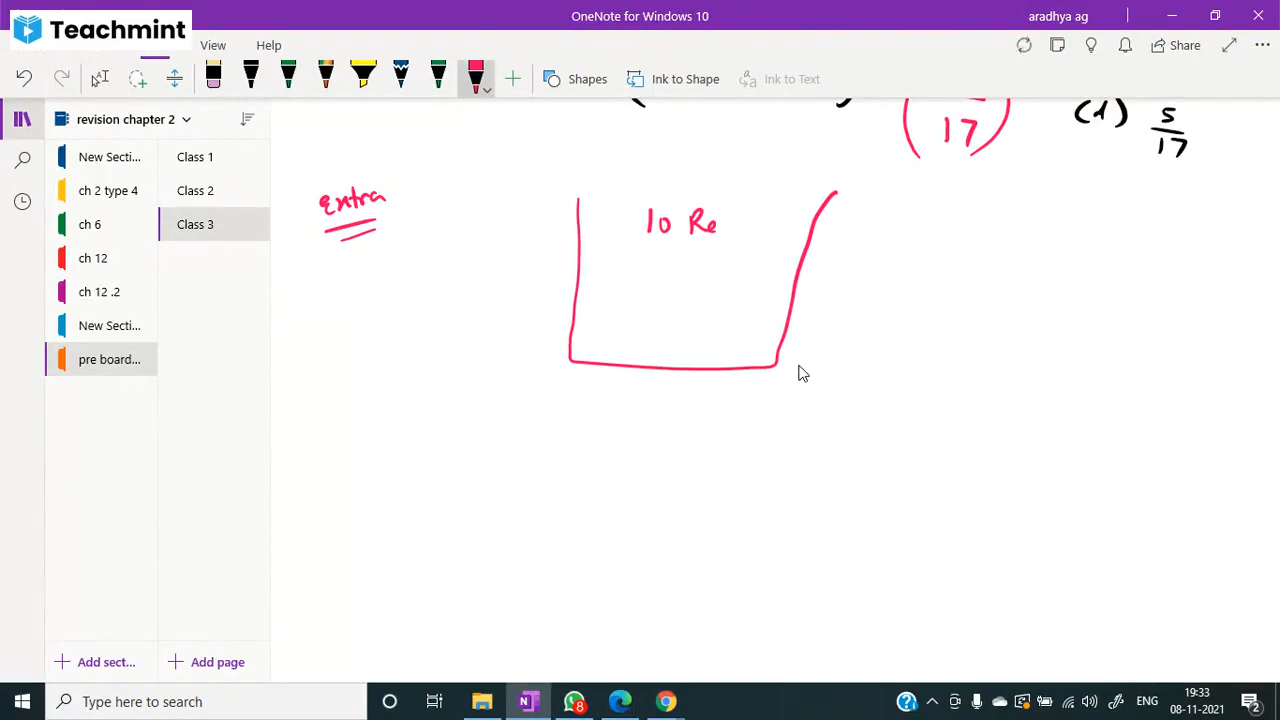 Teachmint
OneNote for Windows 10
aradhya ag
View
Help
Share
Shapes
Ink to Shape
Ink to Text
revision chapter 2
New Secti...
ch 2 type 4
ch 6
ch 12
ch 12 .2
New Secti...
pre board...
Class 1
Class 2
Class 3
17
(d) 5
17
extra
10 Re
Add sect...
Add page
Type here to search
8
ENG
19:33
08-11-2021
2